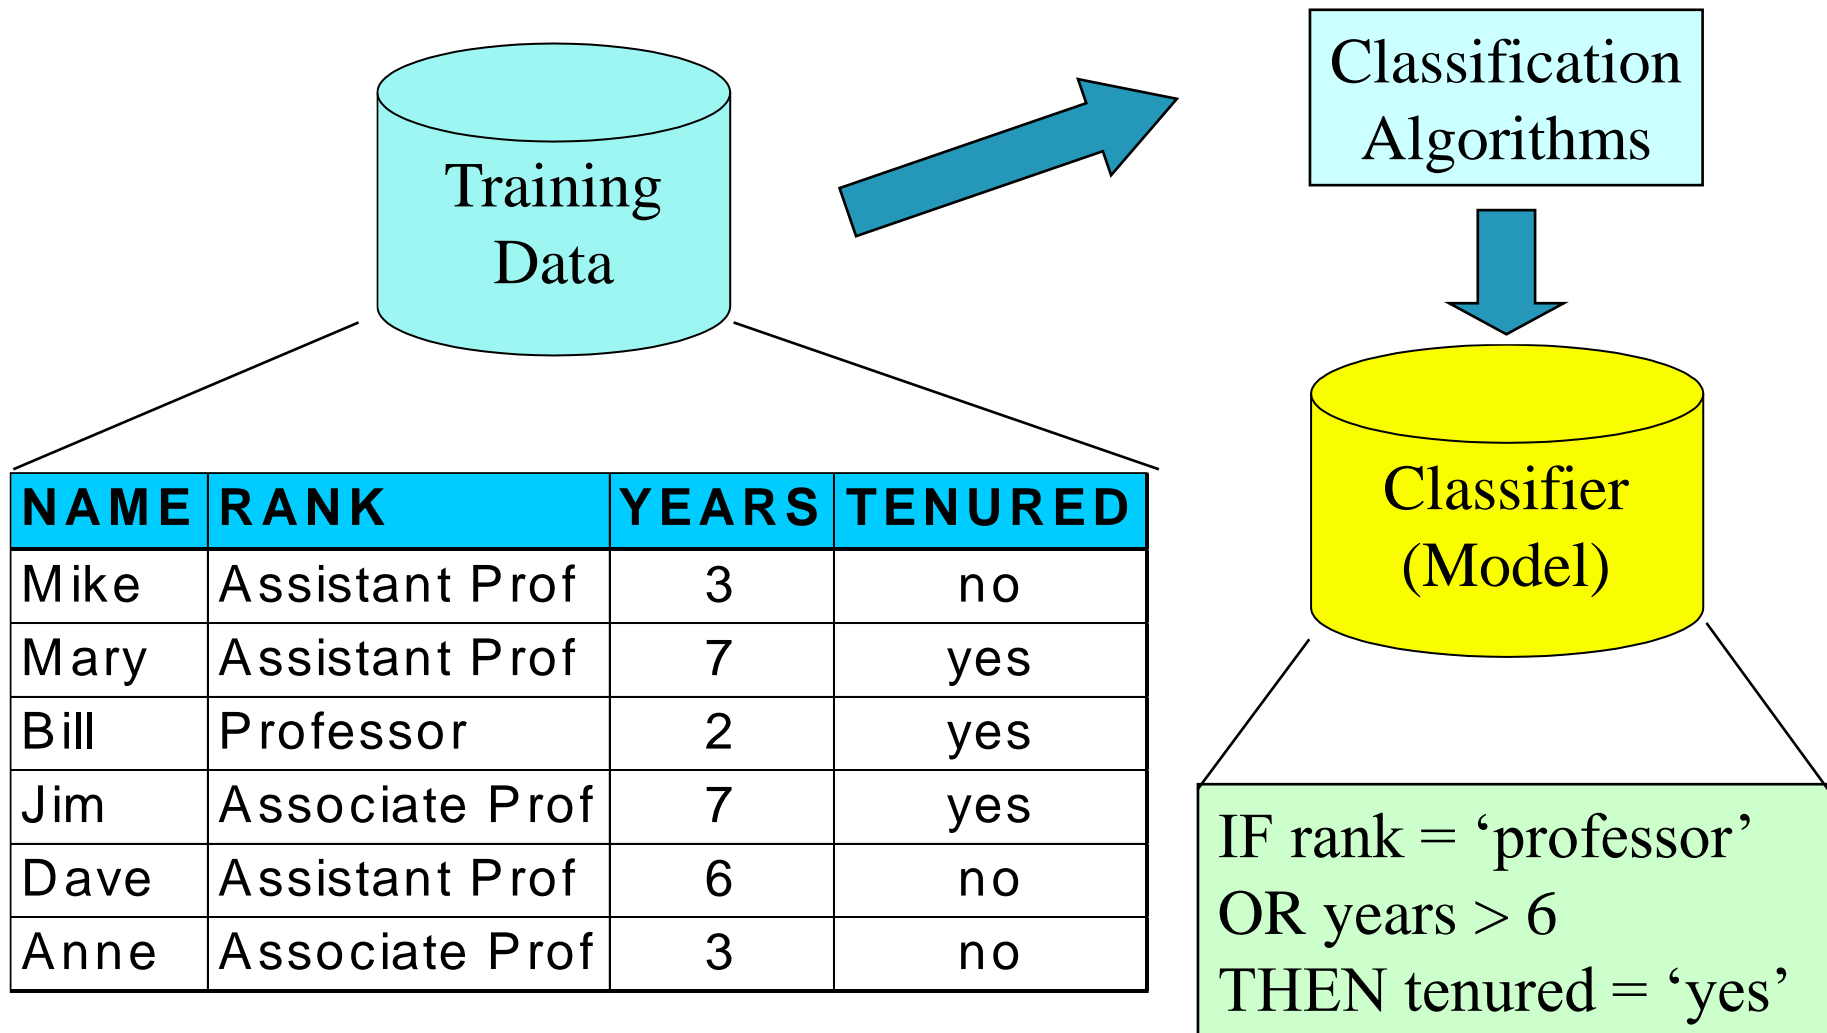 Training
Data
Classification
Algorithms
NAME RANK YEARS TENURED
Mike Assistant Prof 3 no
Mary Assistant Prof 7 yes
Bill Professor 2 yes
Jim Associate Prof 7 yes
Dave Assistant Prof 6 no
Anne Associate Prof 3 no
Classifier
(Model)
IF rank = ‘professor’
OR years > 6
THEN tenured = ‘yes’